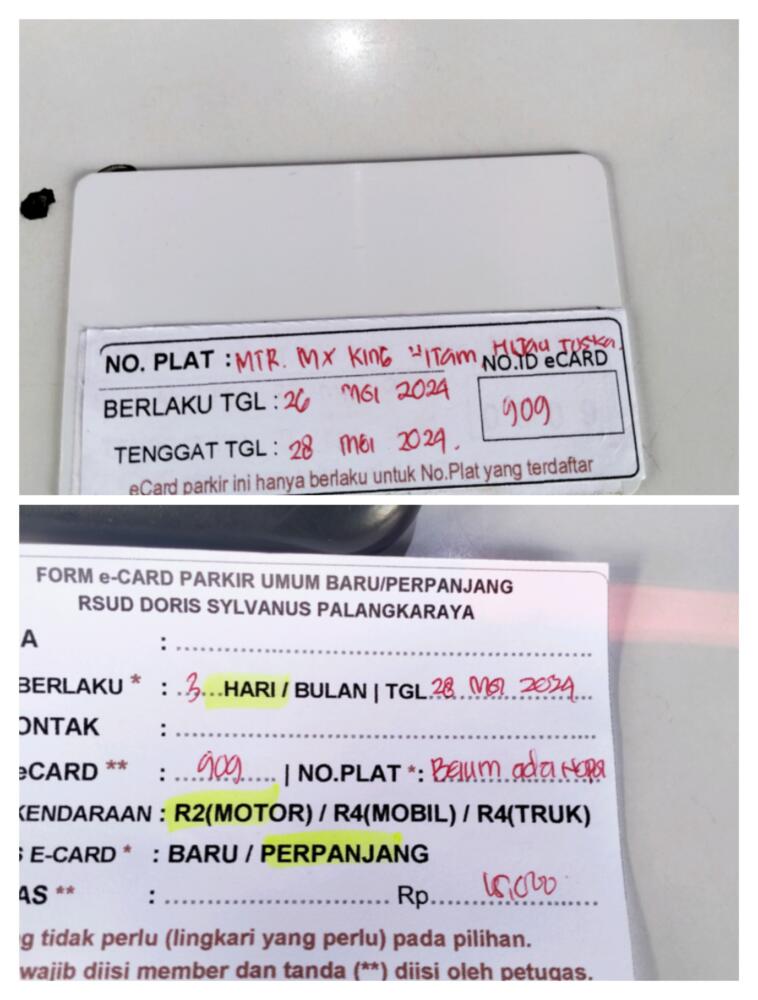 NO. PLAT : MTR. MX KING HITAM HIJAU TOSKA.
NO.ID eCARD
BERLAKU TGL : 26 MEI 2024
909
TENGGAT TGL : 28 MEI 2024.
eCard parkir ini hanya berlaku untuk No.Plat yang terdaftar
FORM e-CARD PARKIR UMUM BARU/PERPANJANG
RSUD DORIS SYLVANUS PALANGKARAYA
A : ........................
BERLAKU * : .3...HARI / BULAN | TGL 28 MEI 2024
ONTAK : ........................
eCARD ** : ....909..... | NO.PLAT *: Belum ada NOPOL
KENDARAAN : R2(MOTOR) / R4(MOBIL) / R4(TRUK)
E-CARD * : BARU / PERPANJANG
AS ** : ........................ Rp....15,000....
g tidak perlu (lingkari yang perlu) pada pilihan.
wajib diisi member dan tanda (**) diisi oleh petugas.